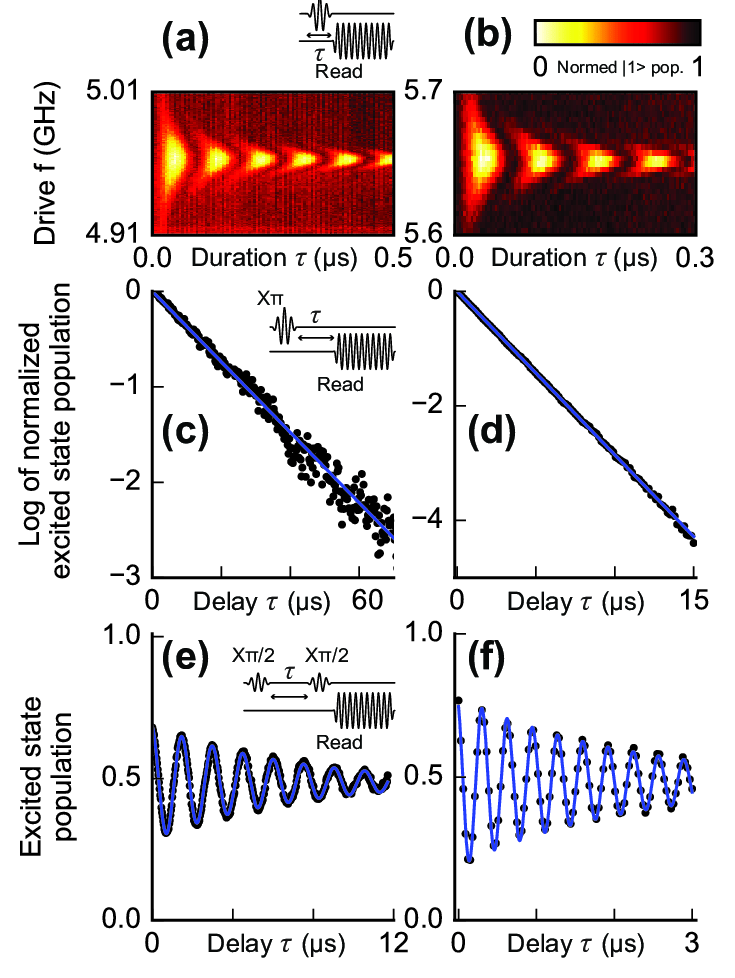 (a)
τ
Read
(b)
0 Normed |1> pop. 1
Drive f (GHz)
5.01
4.91
0.0 Duration τ (μs) 0.5
5.7
5.6
0.0 Duration τ (μs) 0.3
Log of normalized
excited state population
0
−1
−2
−3
Xπ
τ
Read
(c)
0 Delay τ (μs) 60
0
−2
−4
(d)
0 Delay τ (μs) 15
Excited state
population
1.0
0.5
0.0
(e)
Xπ/2 Xπ/2
τ
Read
0 Delay τ (μs) 12
1.0
0.5
0.0
(f)
0 Delay τ (μs) 3